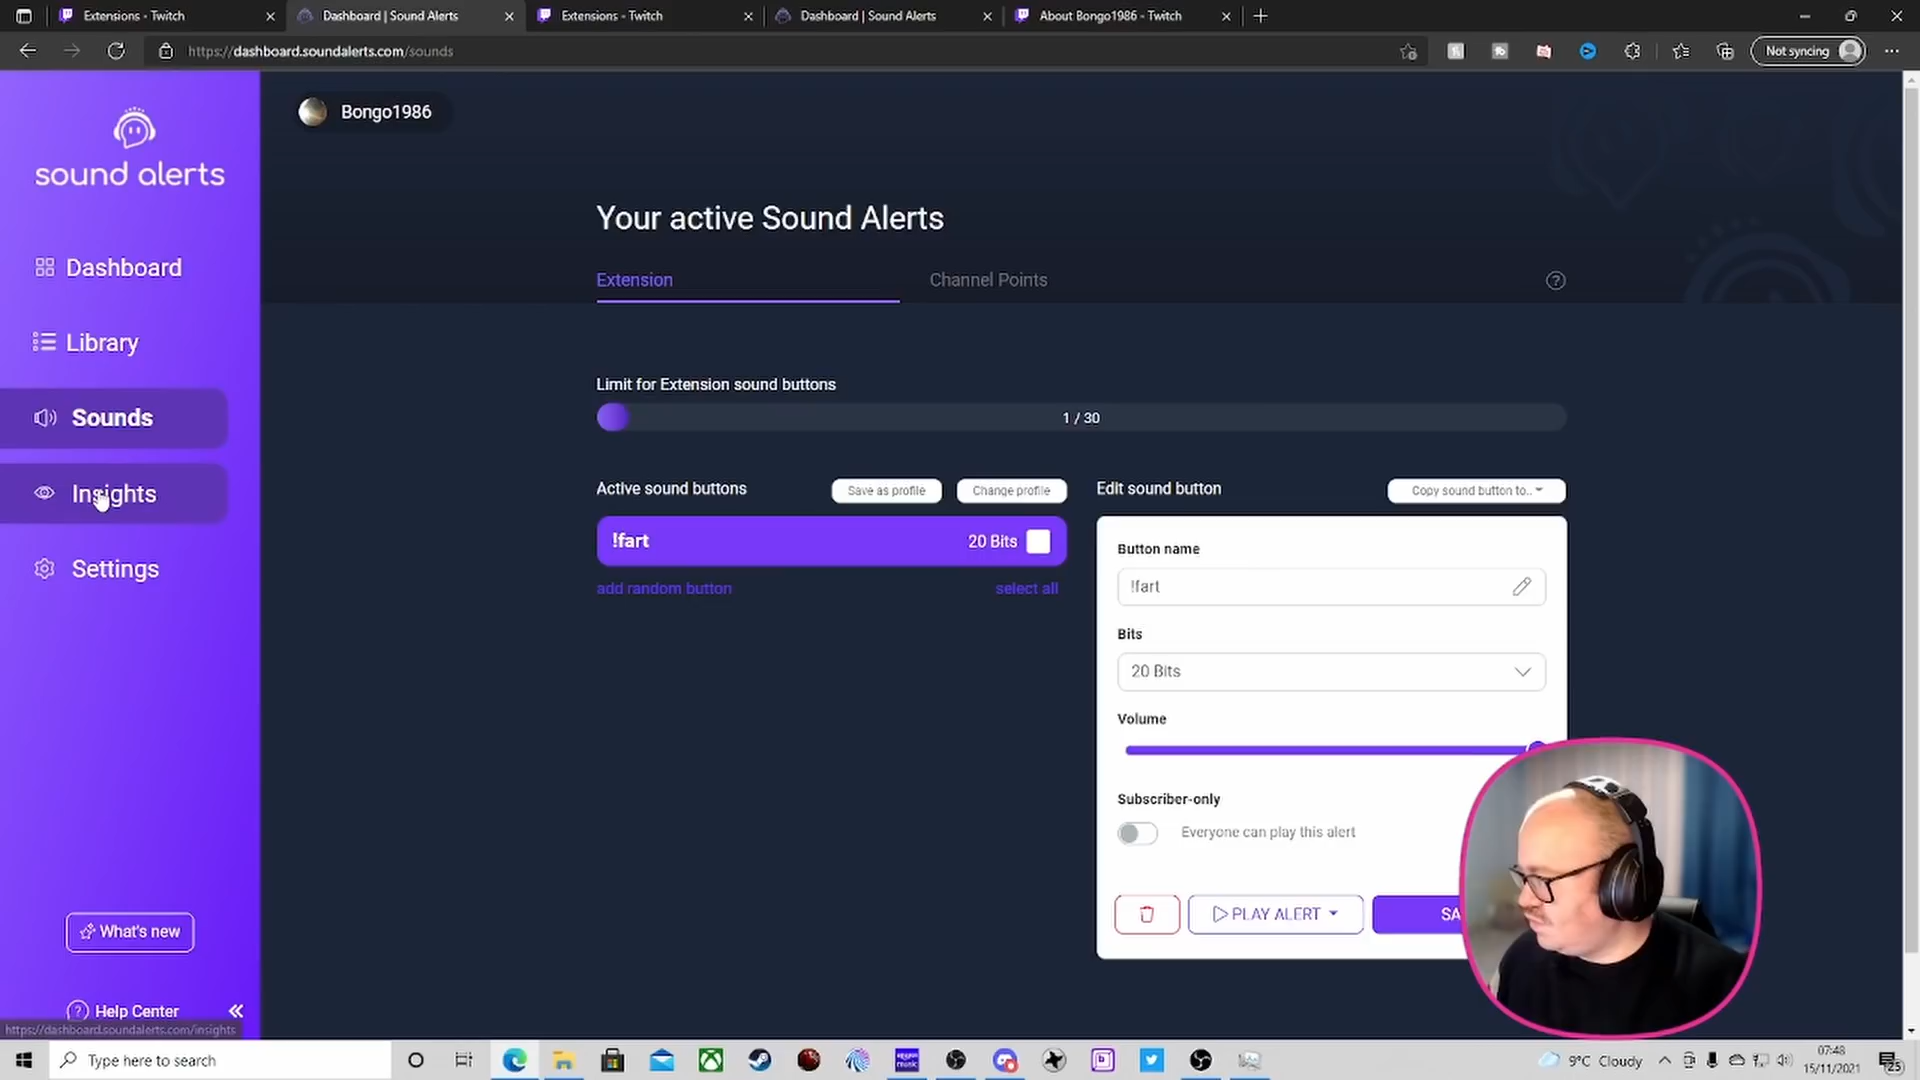 Extensions - Twitch
Dashboard | Sound Alerts
Extensions - Twitch
Dashboard | Sound Alerts
About Bongo1986 - Twitch
https://dashboard.soundalerts.com/sounds
Not syncing
sound alerts
Dashboard
Library
Sounds
Insights
Settings
What's new
Help Center
https://dashboard.soundalerts.com/insights
Bongo1986
Your active Sound Alerts
Extension
Channel Points
Limit for Extension sound buttons
1 / 30
Active sound buttons
Save as profile
Change profile
!fart
20 Bits
add random button
select all
Edit sound button
Copy sound button to..
Button name
!fart
Bits
20 Bits
Volume
Subscriber-only
Everyone can play this alert
PLAY ALERT
SA
Type here to search
music
9°C Cloudy
07:48
15/11/2021
25